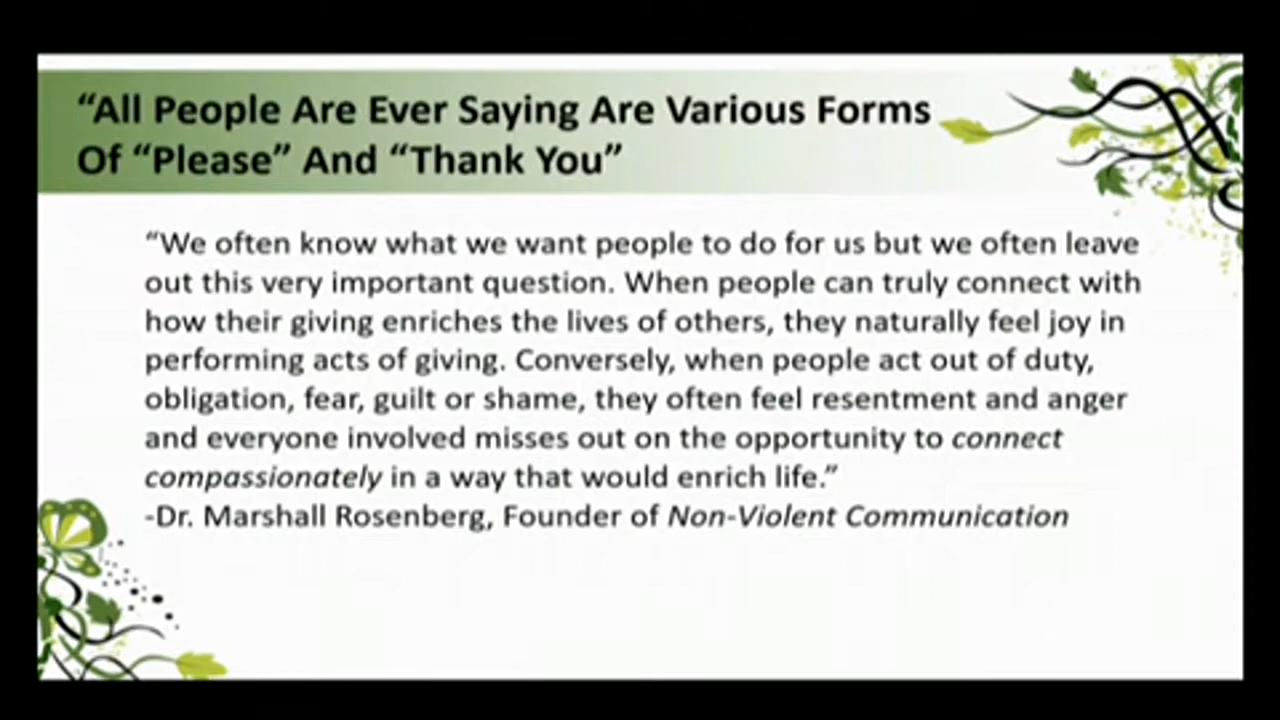 “All People Are Ever Saying Are Various Forms
Of “Please” And “Thank You”
“We often know what we want people to do for us but we often leave
out this very important question. When people can truly connect with
how their giving enriches the lives of others, they naturally feel joy in
performing acts of giving. Conversely, when people act out of duty,
obligation, fear, guilt or shame, they often feel resentment and anger
and everyone involved misses out on the opportunity to connect
compassionately in a way that would enrich life.”
-Dr. Marshall Rosenberg, Founder of Non-Violent Communication